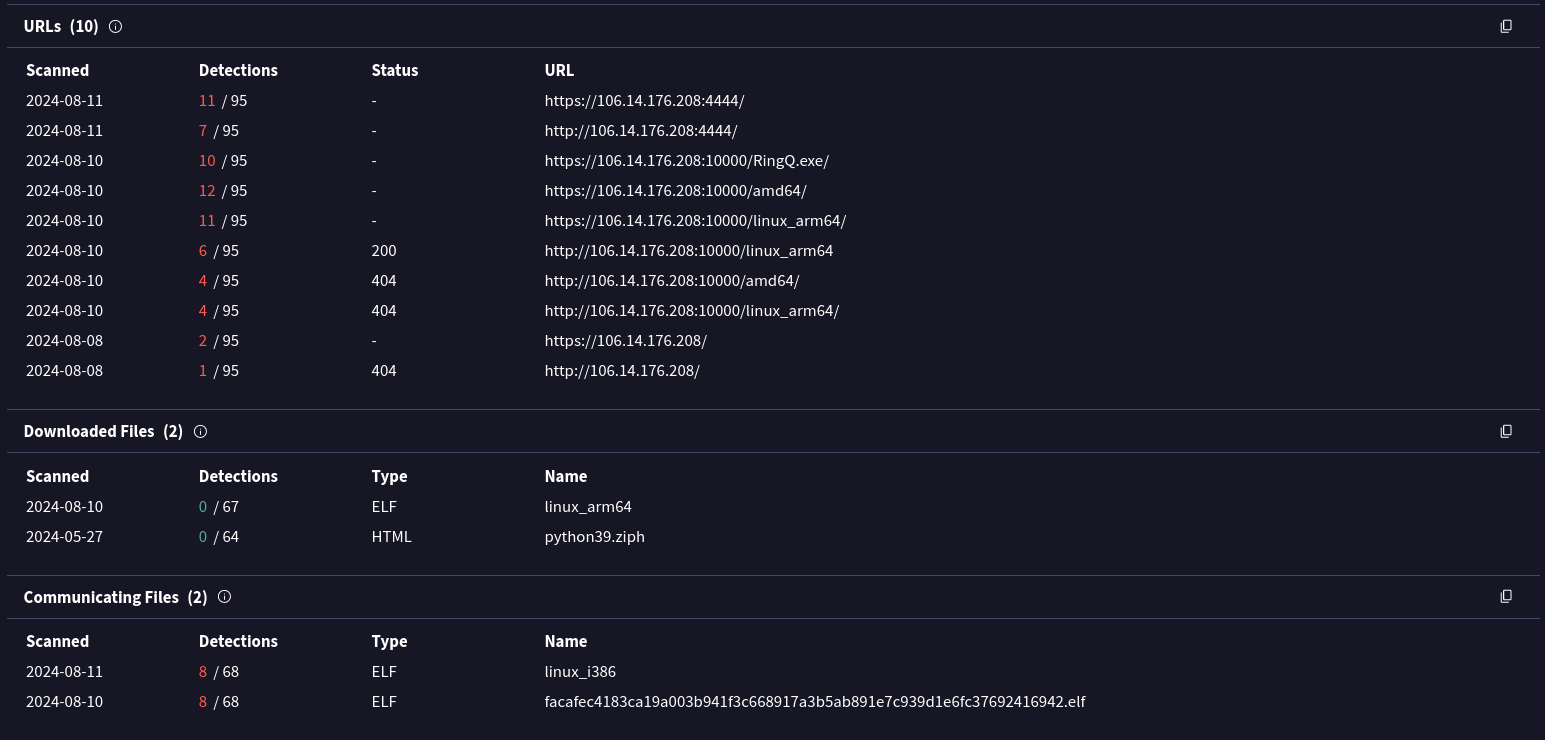 URLs (10)
Scanned Detections Status URL
2024-08-11 11 / 95 - https://106.14.176.208:4444/
2024-08-11 7 / 95 - http://106.14.176.208:4444/
2024-08-10 10 / 95 - https://106.14.176.208:10000/RingQ.exe/
2024-08-10 12 / 95 - https://106.14.176.208:10000/amd64/
2024-08-10 11 / 95 - https://106.14.176.208:10000/linux_arm64/
2024-08-10 6 / 95 200 http://106.14.176.208:10000/linux_arm64
2024-08-10 4 / 95 404 http://106.14.176.208:10000/amd64/
2024-08-10 4 / 95 404 http://106.14.176.208:10000/linux_arm64/
2024-08-08 2 / 95 - https://106.14.176.208/
2024-08-08 1 / 95 404 http://106.14.176.208/
Downloaded Files (2)
Scanned Detections Type Name
2024-08-10 0 / 67 ELF linux_arm64
2024-05-27 0 / 64 HTML python39.ziph
Communicating Files (2)
Scanned Detections Type Name
2024-08-11 8 / 68 ELF linux_i386
2024-08-10 8 / 68 ELF facafec4183ca19a003b941f3c668917a3b5ab891e7c939d1e6fc37692416942.elf